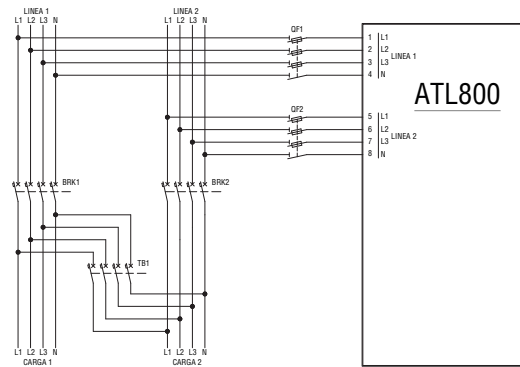 LINEA 1
L1 L2 L3 N
LINEA 2
L1 L2 L3 N
QF1
1 L1
2 L2
3 L3
4 N
LINEA 1
ATL800
QF2
5 L1
6 L2
7 L3
8 N
LINEA 2
BRK1
BRK2
TB1
L1 L2 L3 N
CARGA 1
L1 L2 L3 N
CARGA 2